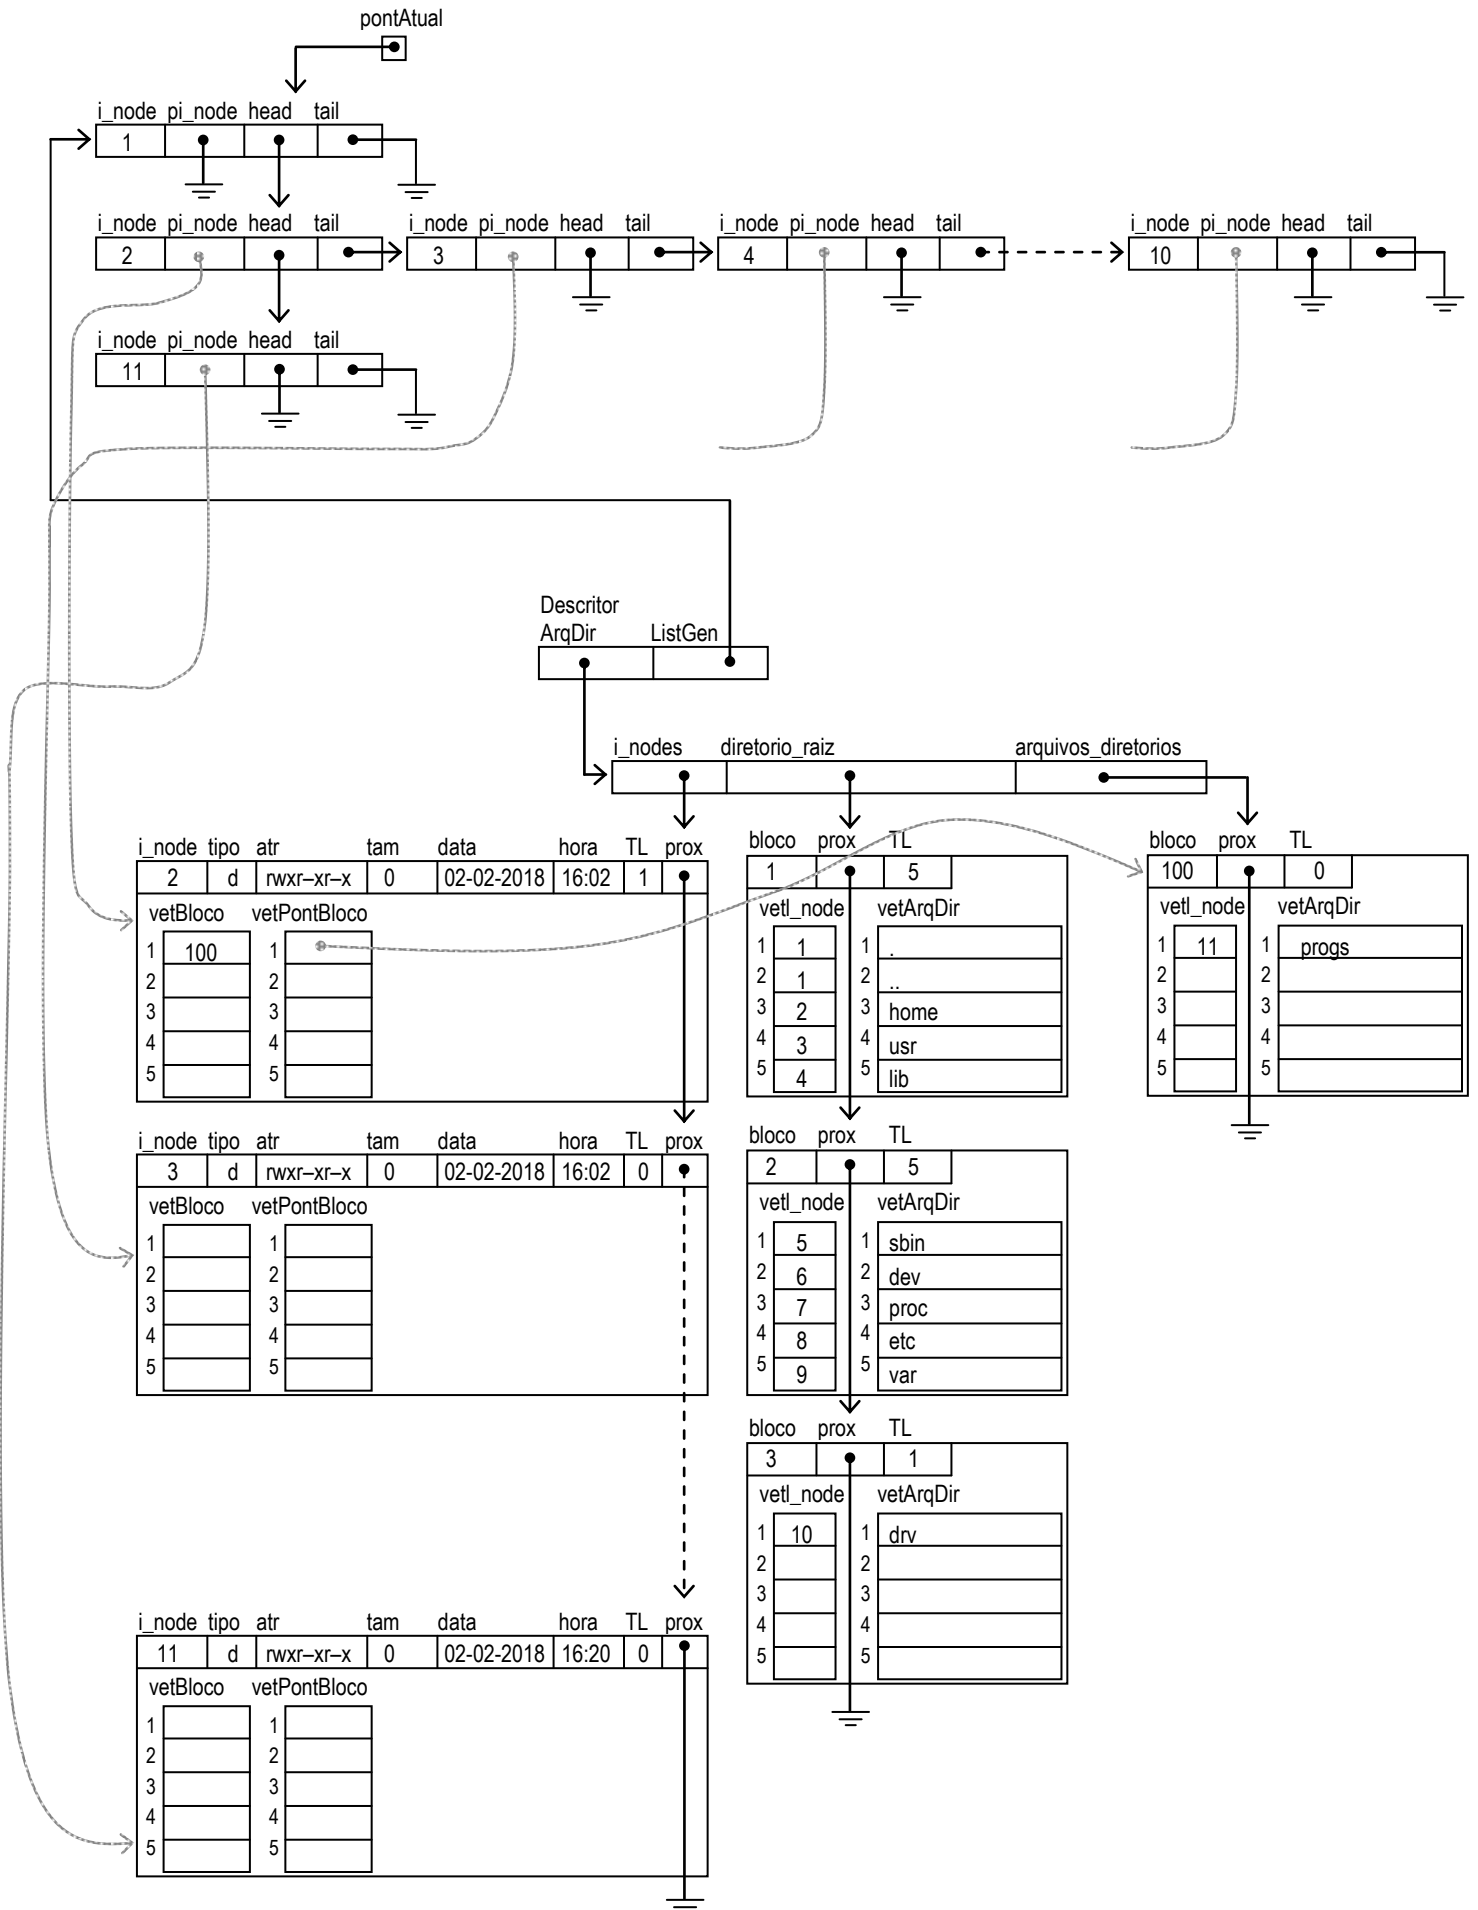 pontAtual
i_node pi_node head tail
1
i_node pi_node head tail i_node pi_node head tail i_node pi_node head tail i_node pi_node head tail
2 3 4 10
i_node pi_node head tail
11
Descritor
ArqDir ListGen
i_nodes diretorio_raiz arquivos_diretorios
i_node tipo atr tam data hora TL prox
2 d rwxr–xr–x 0 02-02-2018 16:02 1
vetBloco vetPontBloco
1 100 1
2 2
3 3
4 4
5 5
bloco prox TL
1 5
vetI_node vetArqDir
1 1 1 .
2 1 2 ..
3 2 3 home
4 3 4 usr
5 4 5 lib
bloco prox TL
100 0
vetI_node vetArqDir
1 11 1 progs
2 2
3 3
4 4
5 5
i_node tipo atr tam data hora TL prox
3 d rwxr–xr–x 0 02-02-2018 16:02 0
vetBloco vetPontBloco
1 1
2 2
3 3
4 4
5 5
bloco prox TL
2 5
vetI_node vetArqDir
1 5 1 sbin
2 6 2 dev
3 7 3 proc
4 8 4 etc
5 9 5 var
bloco prox TL
3 1
vetI_node vetArqDir
1 10 1 drv
2 2
3 3
4 4
5 5
i_node tipo atr tam data hora TL prox
11 d rwxr–xr–x 0 02-02-2018 16:20 0
vetBloco vetPontBloco
1 1
2 2
3 3
4 4
5 5